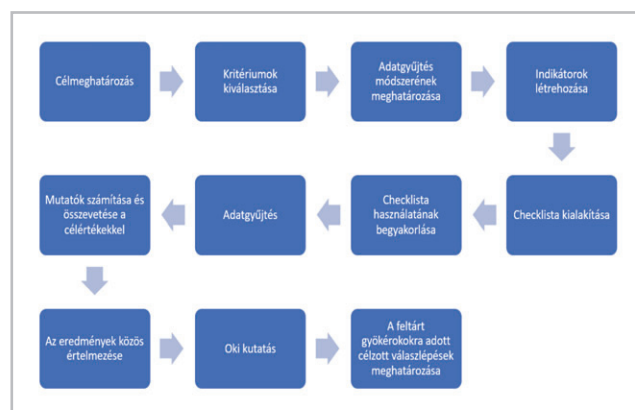 Célmeghatározás
Kritériumok
kiválasztása
Adatgyűjtés
módszerének
meghatározása
Indikátorok
létrehozása
Checklista kialakítása
Checklista
használatának
begyakorlása
Adatgyűjtés
Mutatók számítása és
összevetése a
célértékekkel
Az eredmények közös
értelmezése
Oki kutatás
A feltárt
gyökérokokra adott
célzott válaszlépések
meghatározása